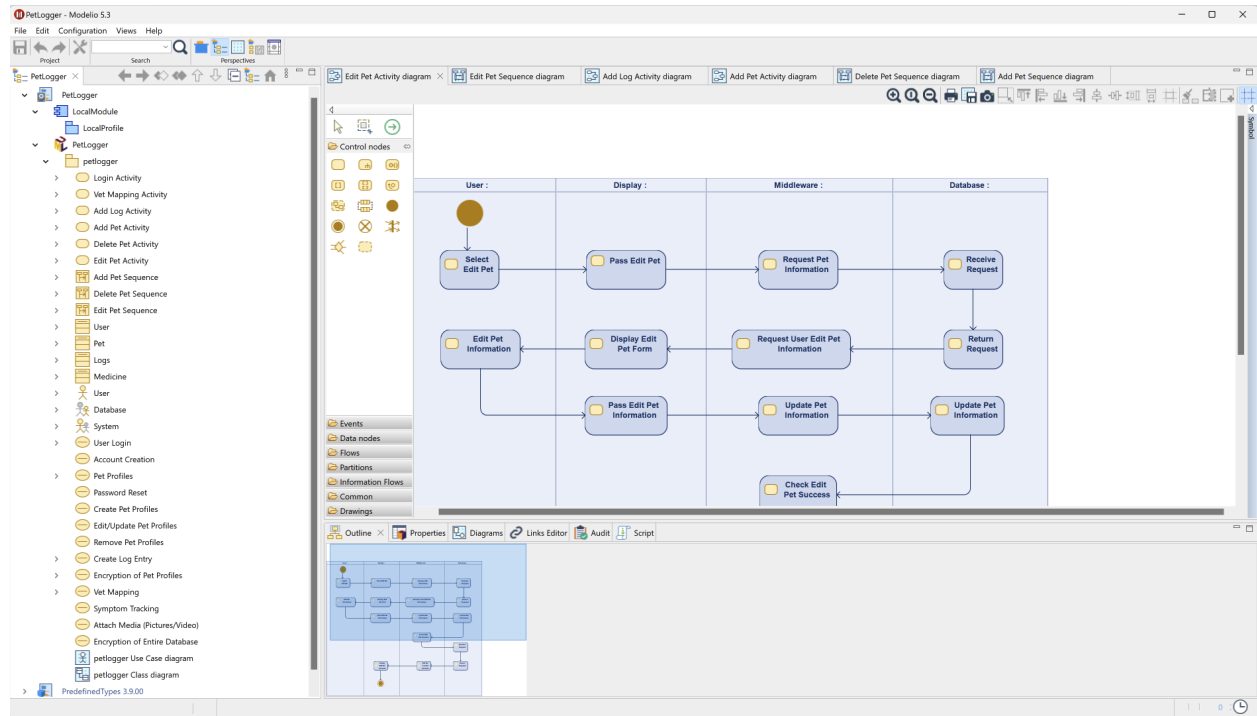 PetLogger - Modelio 5.3
File Edit Configuration Views Help
Project Search Perspectives
PetLogger
PetLogger
LocalModule
LocalProfile
PetLogger
petlogger
Login Activity
Vet Mapping Activity
Add Log Activity
Add Pet Activity
Delete Pet Activity
Edit Pet Activity
Add Pet Sequence
Delete Pet Sequence
Edit Pet Sequence
User
Pet
Logs
Medicine
User
Database
System
User Login
Account Creation
Pet Profiles
Password Reset
Create Pet Profiles
Edit/Update Pet Profiles
Remove Pet Profiles
Create Log Entry
Encryption of Pet Profiles
Vet Mapping
Symptom Tracking
Attach Media (Pictures/Video)
Encryption of Entire Database
petlogger Use Case diagram
petlogger Class diagram
PredefinedTypes 3.9.00
Edit Pet Activity diagram Edit Pet Sequence diagram Add Log Activity diagram Add Pet Activity diagram Delete Pet Sequence diagram Add Pet Sequence diagram
Symbol
Control nodes
Events
Data nodes
Flows
Partitions
Information Flows
Common
Drawings
User : Display : Middleware : Database :
Select
Edit Pet
Pass Edit Pet
Request Pet
Information
Receive
Request
Edit Pet
Information
Display Edit
Pet Form
Request User Edit Pet
Information
Return
Request
Pass Edit Pet
Information
Update Pet
Information
Update Pet
Information
Check Edit
Pet Success
Outline Properties Diagrams Links Editor Audit Script
0